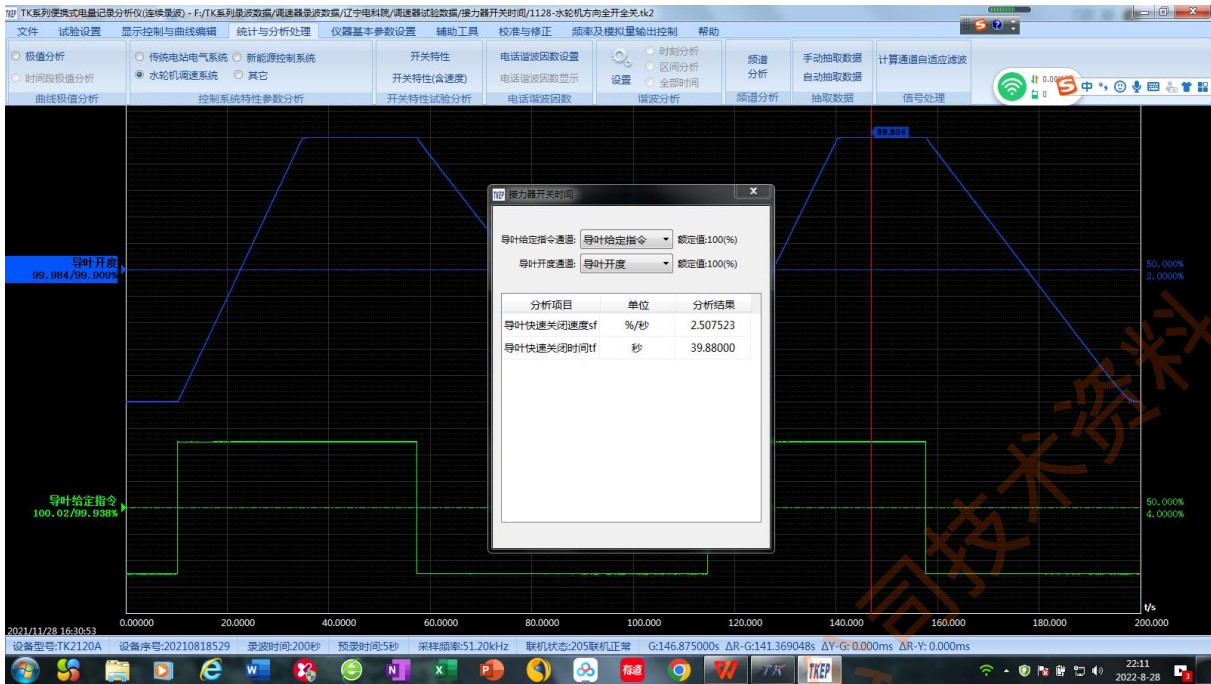 TK系列便携式电量记录分析仪(连续录波) - F:/TK系列录波数据/调速器录波数据/辽宁电科院/调速器试验数据/接力器开关时间/1128-水轮机方向全开全关.tk2
文件 试验设置 显示控制与曲线编辑 统计与分析处理 仪器基本参数设置 辅助工具 校准与修正 频率及模拟量输出控制 帮助
极值分析 传统电站电气系统 新能源控制系统 开关特性 电话谐波因数设置 时刻分析 频谱 手动抽取数据 计算通道自适应滤波
区间分析 分析
时间段极值分析 水轮机调速系统 其它 开关特性(含速度) 电话谐波因数显示 设置 全部时间 自动抽取数据
曲线极值分析 控制系统特性参数分析 开关特性试验分析 电话谐波因数 谐波分析 频谱分析 抽取数据 信号处理
中
99.984
接力器开关时间
导叶给定指令通道: 导叶给定指令 额定值:100(%)
导叶开度通道: 导叶开度 额定值:100(%)
导叶开度
99.984/99.909%
50.000%
2.0000%
分析项目 单位 分析结果
导叶快速关闭速度sf %/秒 2.507523
导叶快速关闭时间tf 秒 39.88000
导叶给定指令
100.02/99.938%
50.000%
4.0000%
司技术资料
t/s
0.00000 20.0000 40.0000 60.0000 80.0000 100.000 120.000 140.000 160.000 180.000 200.000
2021/11/28 16:30:53
设备型号:TK2120A 设备序号:20210818529 录波时间:200秒 预录时间:5秒 采样频率:51.20kHz 联机状态:205联机正常 G:146.875000s ΔR-G:141.369048s ΔY-G: 0.000ms ΔR-Y: 0.000ms
有道 TK TKEP
22:11
2022-8-28